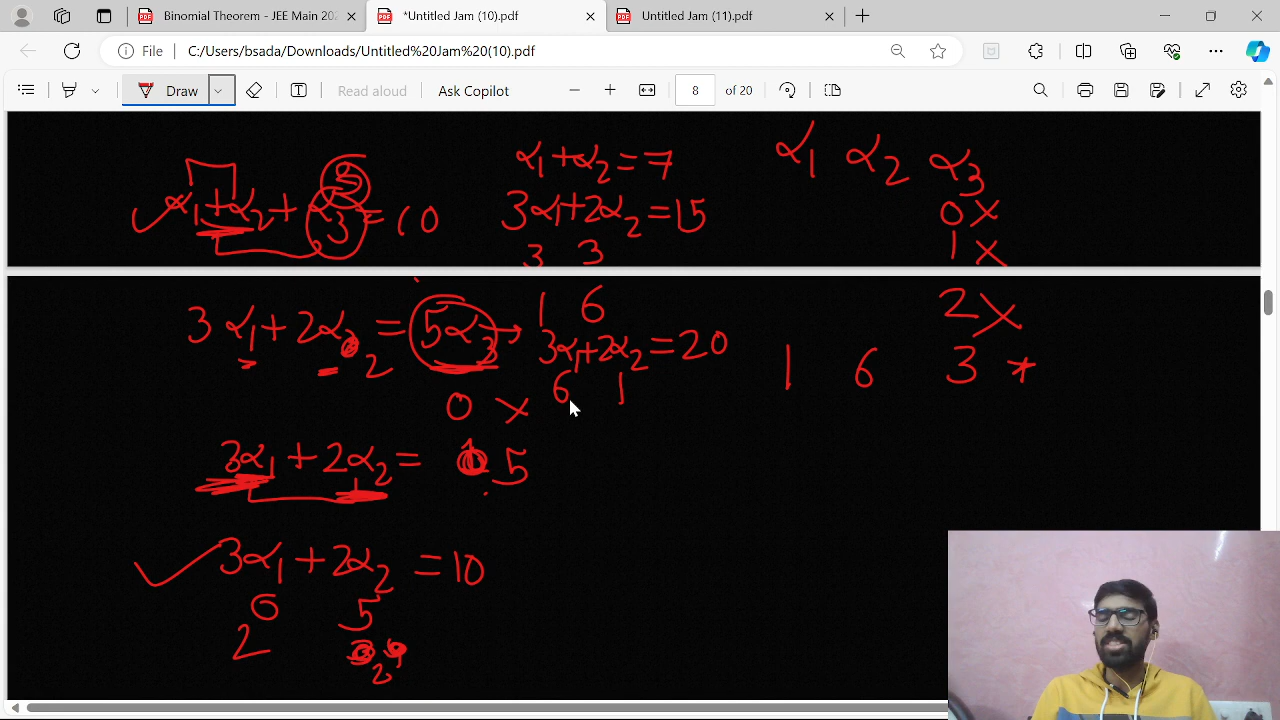 Binomial Theorem - JEE Main 202
*Untitled Jam (10).pdf
Untitled Jam (11).pdf
File
C:/Users/bsada/Downloads/Untitled%20Jam%20(10).pdf
Draw
Read aloud
Ask Copilot
8
of 20
α₁+α₂=7
α₁ α₂ α₃
α₁+α₂+α₃=10
3α₁+2α₂=15
0 x
3 3
1 x
3α₁+2α₂=5α₃→
1 6
2 x
3α₁+2α₂=20
1 6 3 *
0 x
6 1
3α₁+2α₂= 5
3α₁+2α₂=10
0 5
2 2